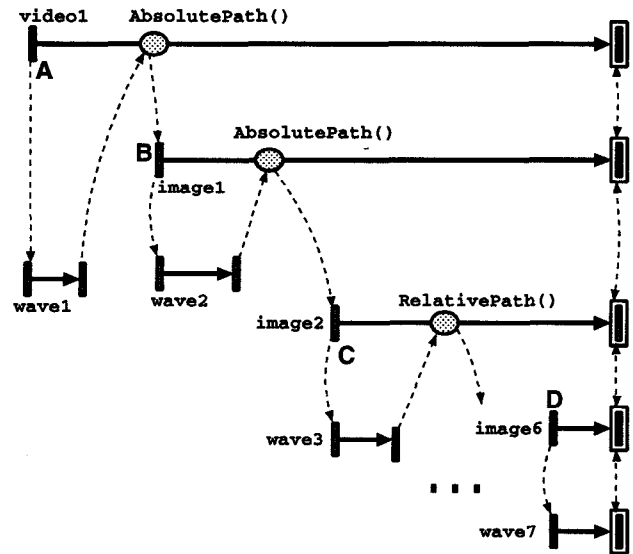 video1 AbsolutePath()
A
AbsolutePath()
B
image1
wave1
wave2
RelativePath()
image2
C
D
wave3
image6
...
wave7